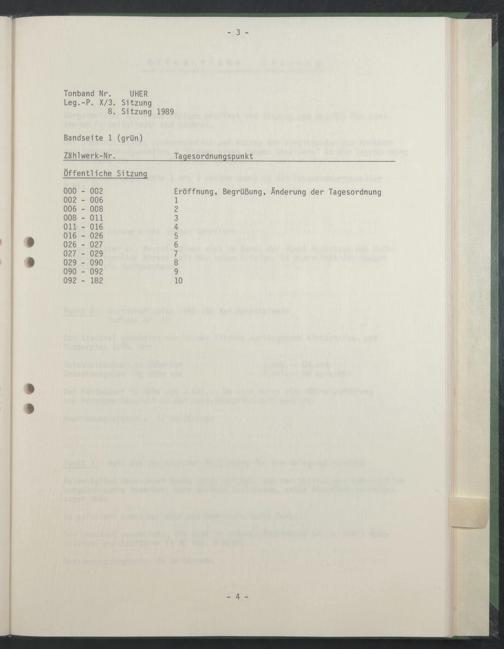 - 3 -
Tonband Nr. UHER
Leg.-P. X/3. Sitzung
8. Sitzung 1989
Bandseite 1 (grün)
Zählwerk-Nr. Tagesordnungspunkt
Öffentliche Sitzung
000 - 002 Eröffnung, Begrüßung, Änderung der Tagesordnung
002 - 006 1
006 - 008 2
008 - 011 3
011 - 016 4
016 - 026 5
026 - 027 6
027 - 029 7
029 - 090 8
090 - 092 9
092 - 182 10
- 4 -